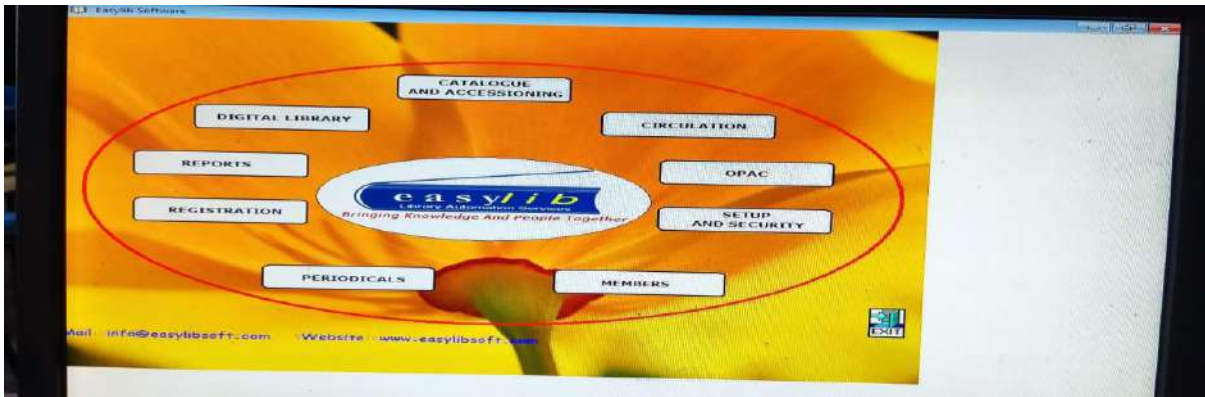 Easylib Software
CATALOGUE
AND ACCESSIONING
DIGITAL LIBRARY
CIRCULATION
REPORTS
OPAC
easylib
Library Automation Services
Bringing Knowledge And People Together
REGISTRATION
SETUP
AND SECURITY
PERIODICALS
MEMBERS
EXIT
Mail : info@easylibsoft.com Website : www.easylibsoft.com